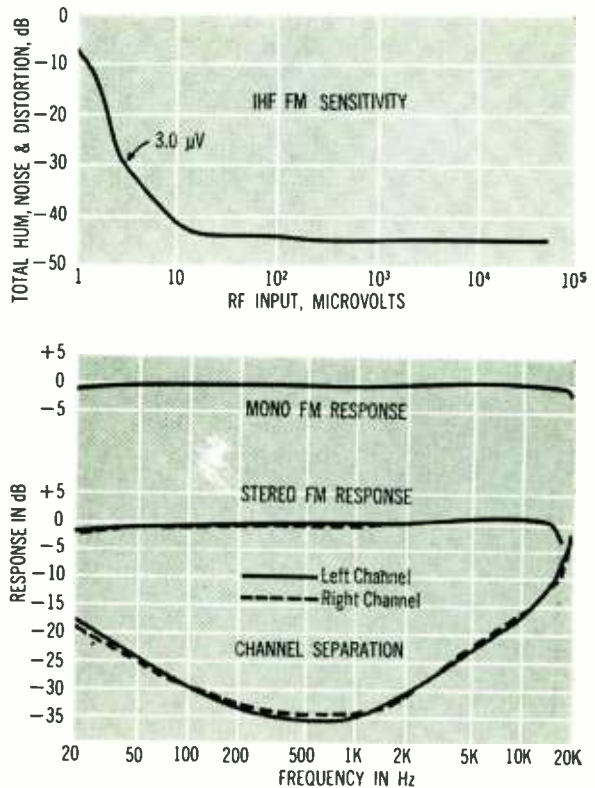 TOTAL HUM, NOISE & DISTORTION, dB
0
-10
-20
-30
-40
-50
IHF FM SENSITIVITY
3.0 µV
1 10 10² 10³ 10⁴ 10⁵
RF INPUT, MICROVOLTS
RESPONSE IN dB
+5
0
-5
MONO FM RESPONSE
+5
0
-5
-10
-15
-20
-25
-30
-35
STEREO FM RESPONSE
Left Channel
Right Channel
CHANNEL SEPARATION
20 50 100 200 500 1K 2K 5K 10K 20K
FREQUENCY IN Hz